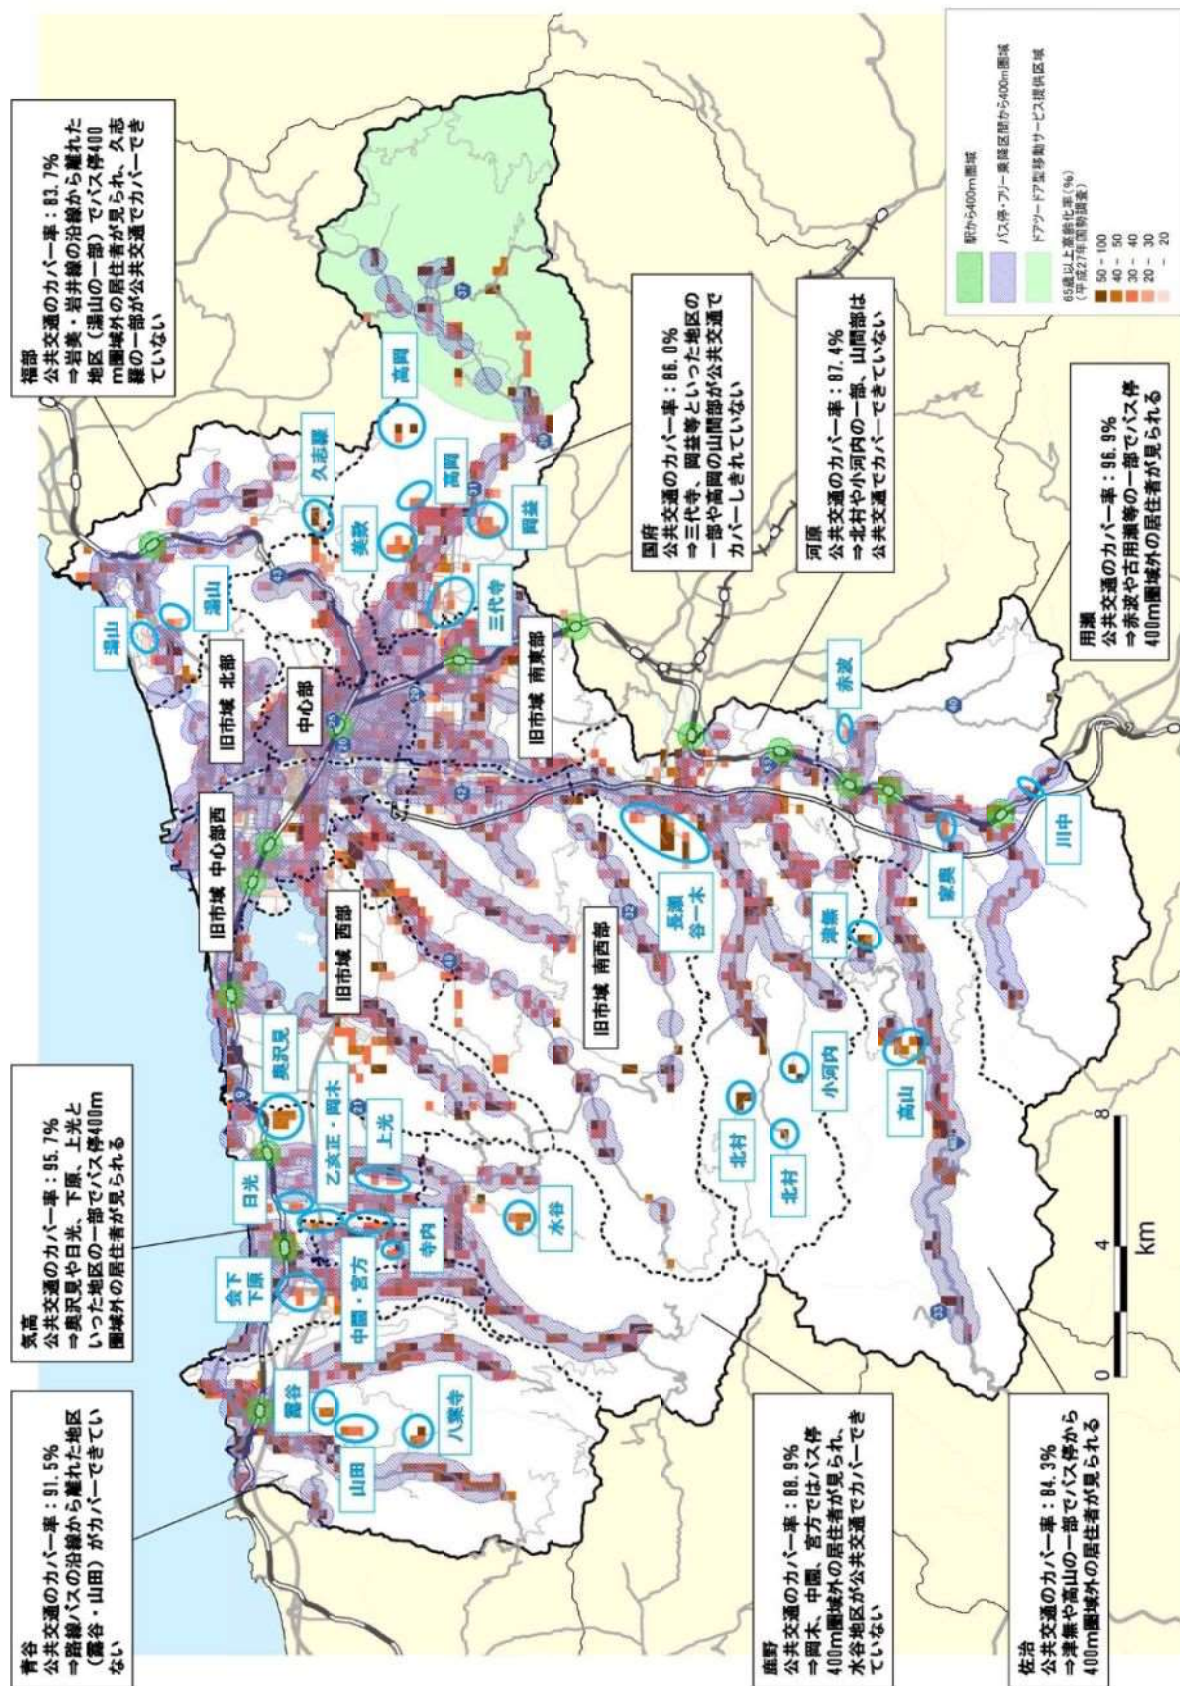 青谷
公共交通のカバー率：91.5%
⇒路線バスの沿線から離れた地区
（露谷・山田）がカバーできてい
ない
気高
公共交通のカバー率：95.7%
⇒奥沢見や日光、下原、上光と
いった地区の一部でバス停400m
圏域外の居住者が見られる
福部
公共交通のカバー率：83.7%
⇒岩美・岩井線の沿線から離れた
地区（湯山の一部）でバス停400
m圏域外の居住者が見られ、久志
羅の一部が公共交通でカバーでき
ていない
国府
公共交通のカバー率：86.0%
⇒三代寺、岡益等といった地区の
一部や高岡の山間部が公共交通で
カバーしきれていない
河原
公共交通のカバー率：87.4%
⇒北村や小河内の一部、山間部は
公共交通でカバーできていない
用瀬
公共交通のカバー率：96.9%
⇒赤波や古用瀬等の一部でバス停
400m圏域外の居住者が見られる
鹿野
公共交通のカバー率：88.9%
⇒岡木、中園、宮方ではバス停
400m圏域外の居住者が見られ、
水谷地区が公共交通でカバーでき
ていない
佐治
公共交通のカバー率：84.3%
⇒津無や高山の一部でバス停から
400m圏域外の居住者が見られる
旧市域 中心部西
旧市域 北部
中心部
旧市域 南東部
旧市域 西部
旧市域 南西部
湯山
湯山
久志羅
高岡
美歎
高岡
岡益
三代寺
奥沢見
日光
乙亥正・岡木
上光
会下
下原
中園・宮方
寺内
水谷
露谷
山田
八葉寺
長瀬
谷一木
赤波
津無
家奥
川中
北村
北村
小河内
高山
駅から400m圏域
バス停・フリー乗降区間から400m圏域
ドアツードア型移動サービス提供区域
65歳以上高齢化率(%)
(平成27年国勢調査)
50 - 100
40 - 50
30 - 40
20 - 30
- 20
0 4 8
km